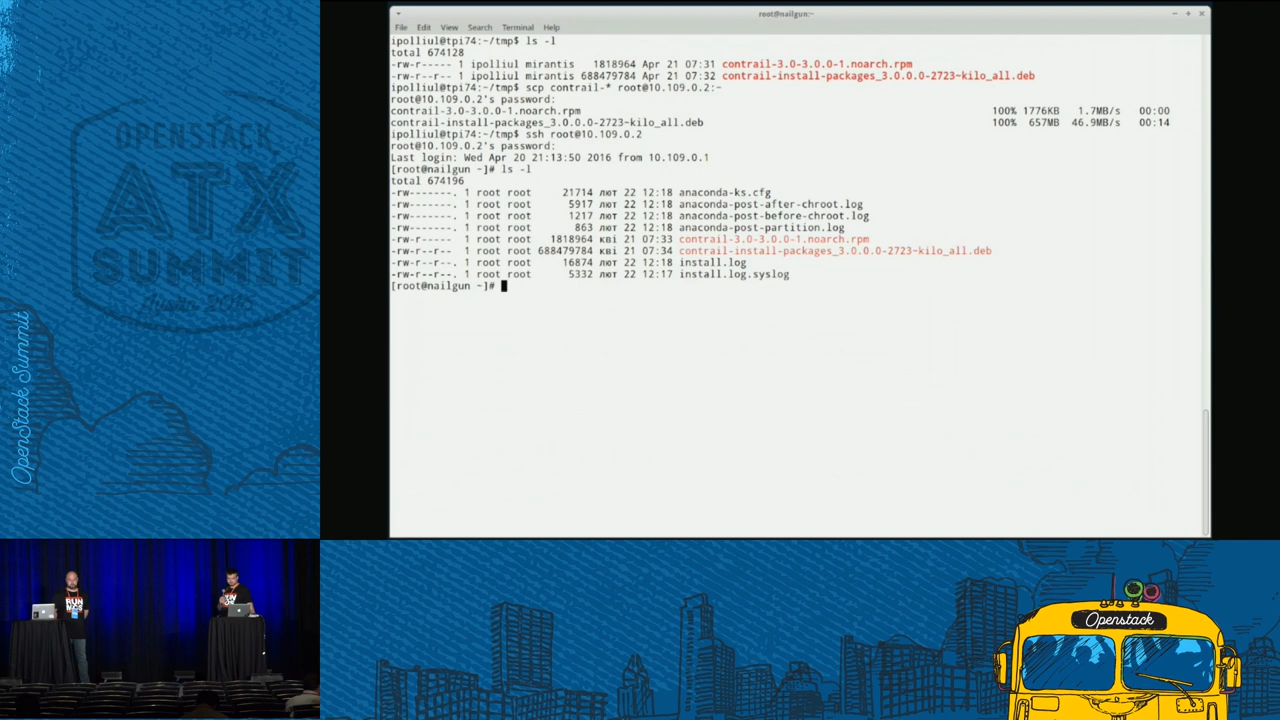 root@nailgun:~
File Edit View Search Terminal Help
ipolliul@tpi74:~/tmp$ ls -l
total 674128
-rw-r----- 1 ipolliul mirantis 1818964 Apr 21 07:31 contrail-3.0-3.0.0-1.noarch.rpm
-rw-r--r-- 1 ipolliul mirantis 688479784 Apr 21 07:32 contrail-install-packages_3.0.0.0-2723~kilo_all.deb
ipolliul@tpi74:~/tmp$ scp contrail-* root@10.109.0.2:~
root@10.109.0.2's password:
contrail-3.0-3.0.0-1.noarch.rpm 100% 1776KB 1.7MB/s 00:00
contrail-install-packages_3.0.0.0-2723~kilo_all.deb 100% 657MB 46.9MB/s 00:14
ipolliul@tpi74:~/tmp$ ssh root@10.109.0.2
root@10.109.0.2's password:
Last login: Wed Apr 20 21:13:50 2016 from 10.109.0.1
[root@nailgun ~]# ls -l
total 674196
-rw-------. 1 root root 21714 лют 22 12:18 anaconda-ks.cfg
-rw-------. 1 root root 5917 лют 22 12:18 anaconda-post-after-chroot.log
-rw-------. 1 root root 1217 лют 22 12:18 anaconda-post-before-chroot.log
-rw-------. 1 root root 863 лют 22 12:18 anaconda-post-partition.log
-rw-r----- 1 root root 1818964 кві 21 07:33 contrail-3.0-3.0.0-1.noarch.rpm
-rw-r--r-- 1 root root 688479784 кві 21 07:34 contrail-install-packages_3.0.0.0-2723~kilo_all.deb
-rw-r--r--. 1 root root 16874 лют 22 12:18 install.log
-rw-r--r--. 1 root root 5332 лют 22 12:17 install.log.syslog
[root@nailgun ~]#
OPENSTACK
ATX
SUMMIT
Austin 2016
OpenStack Summit
RUN
Openstack